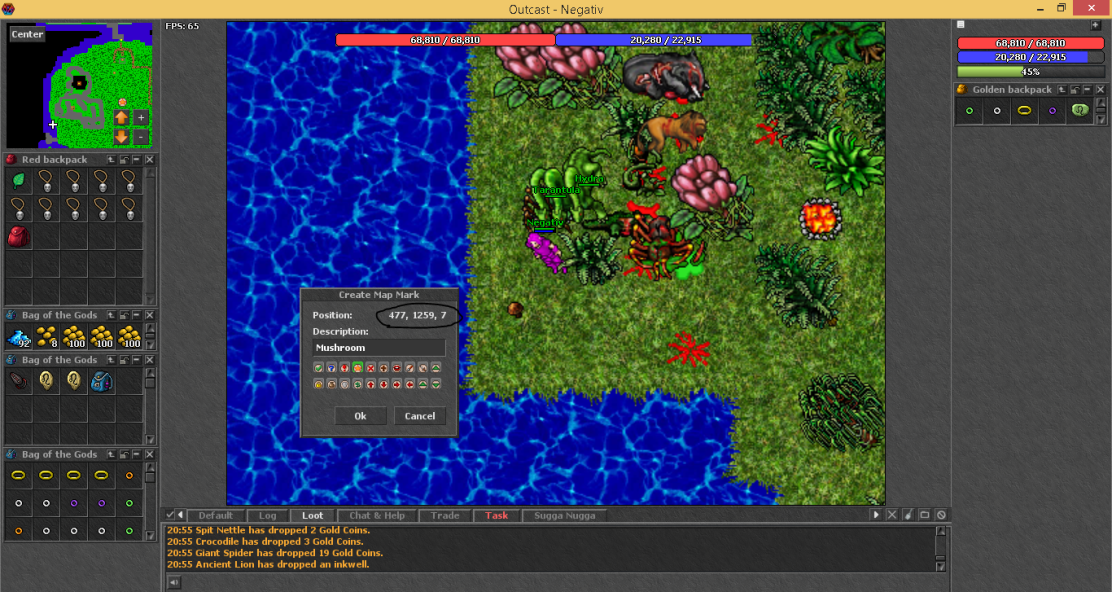 Outcast - Negativ
Center
FPS: 65
68,810 / 68,810
20,280 / 22,915
68,810 / 68,810
20,280 / 22,915
45%
Golden backpack
Red backpack
Hydra
Tarantula
Negativ
Create Map Mark
Position: 477, 1259, 7
Description:
Mushroom
Ok Cancel
Bag of the Gods
92 8 100 100 100
Bag of the Gods
Bag of the Gods
Default Log Loot Chat & Help Trade Task Sugga Nugga
20:55 Spit Nettle has dropped 2 Gold Coins.
20:55 Crocodile has dropped 3 Gold Coins.
20:55 Giant Spider has dropped 19 Gold Coins.
20:55 Ancient Lion has dropped an inkwell.